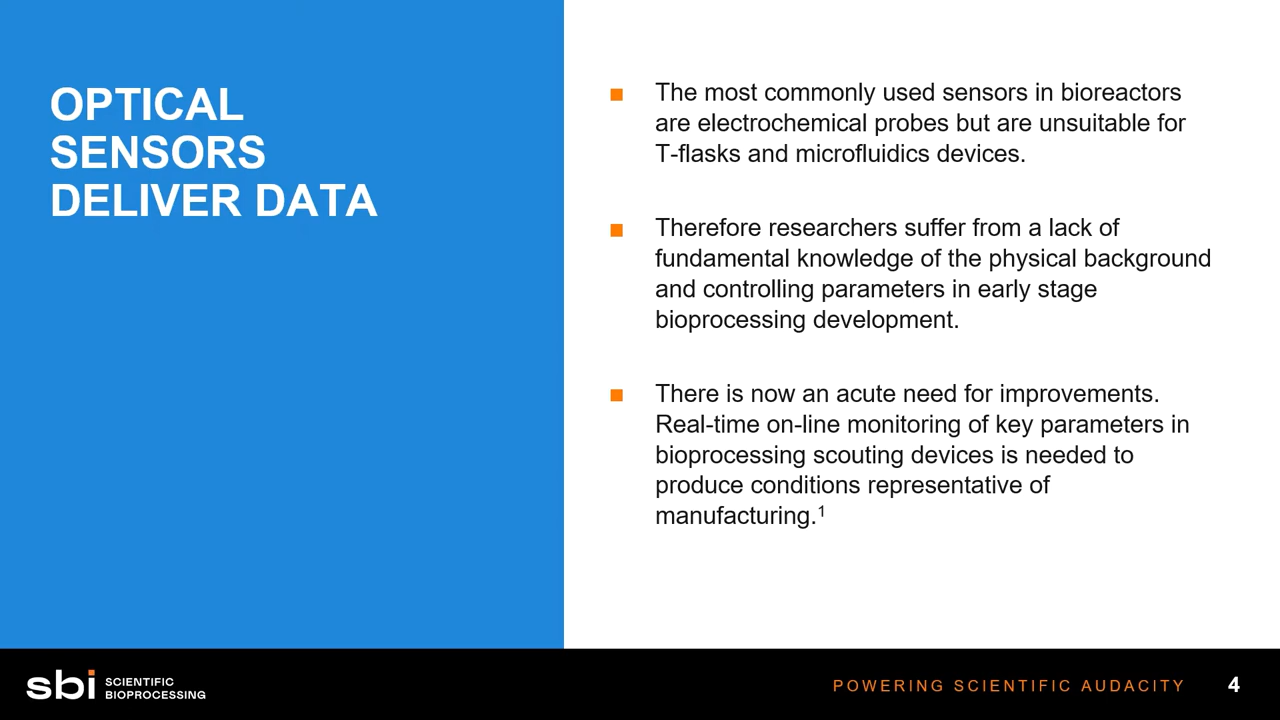 OPTICAL
SENSORS
DELIVER DATA
■ The most commonly used sensors in bioreactors
are electrochemical probes but are unsuitable for
T-flasks and microfluidics devices.
■ Therefore researchers suffer from a lack of
fundamental knowledge of the physical background
and controlling parameters in early stage
bioprocessing development.
■ There is now an acute need for improvements.
Real-time on-line monitoring of key parameters in
bioprocessing scouting devices is needed to
produce conditions representative of
manufacturing.¹
sbi SCIENTIFIC
BIOPROCESSING
POWERING SCIENTIFIC AUDACITY
4